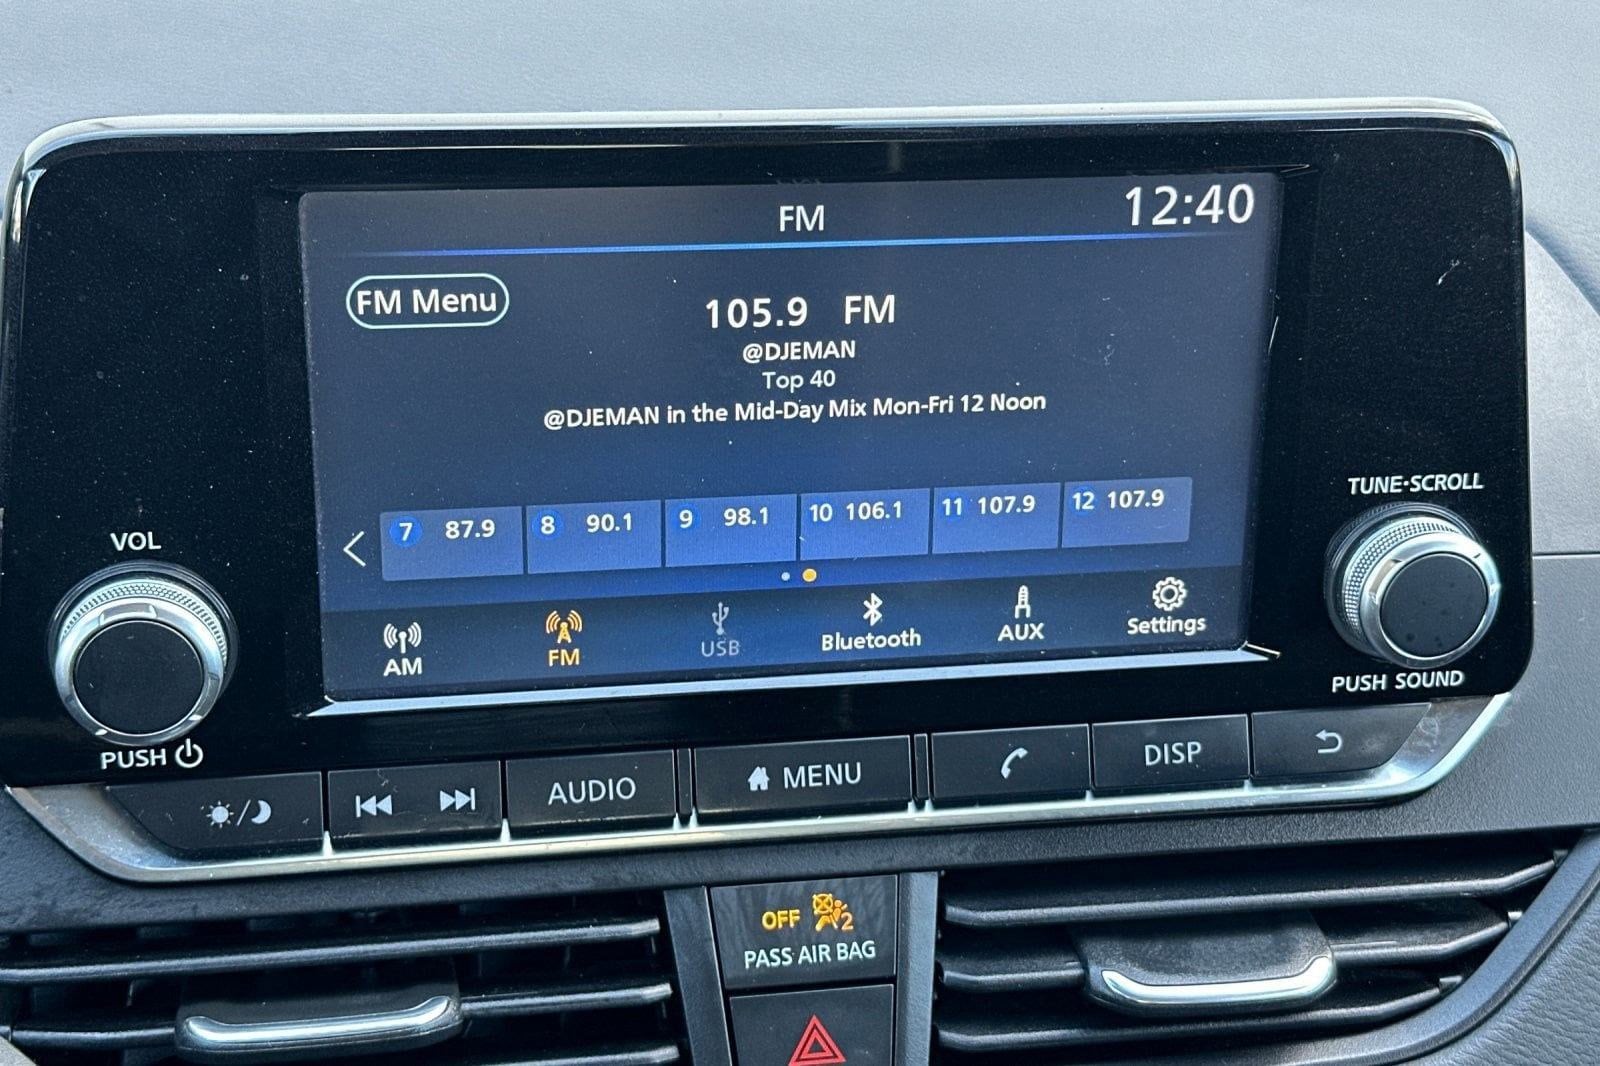 FM
12:40
FM Menu
105.9 FM
@DJEMAN
Top 40
@DJEMAN in the Mid-Day Mix Mon-Fri 12 Noon
7 87.9
8 90.1
9 98.1
10 106.1
11 107.9
12 107.9
AM
FM
USB
Bluetooth
AUX
Settings
VOL
PUSH
TUNE·SCROLL
PUSH SOUND
AUDIO
MENU
DISP
OFF 2
PASS AIR BAG